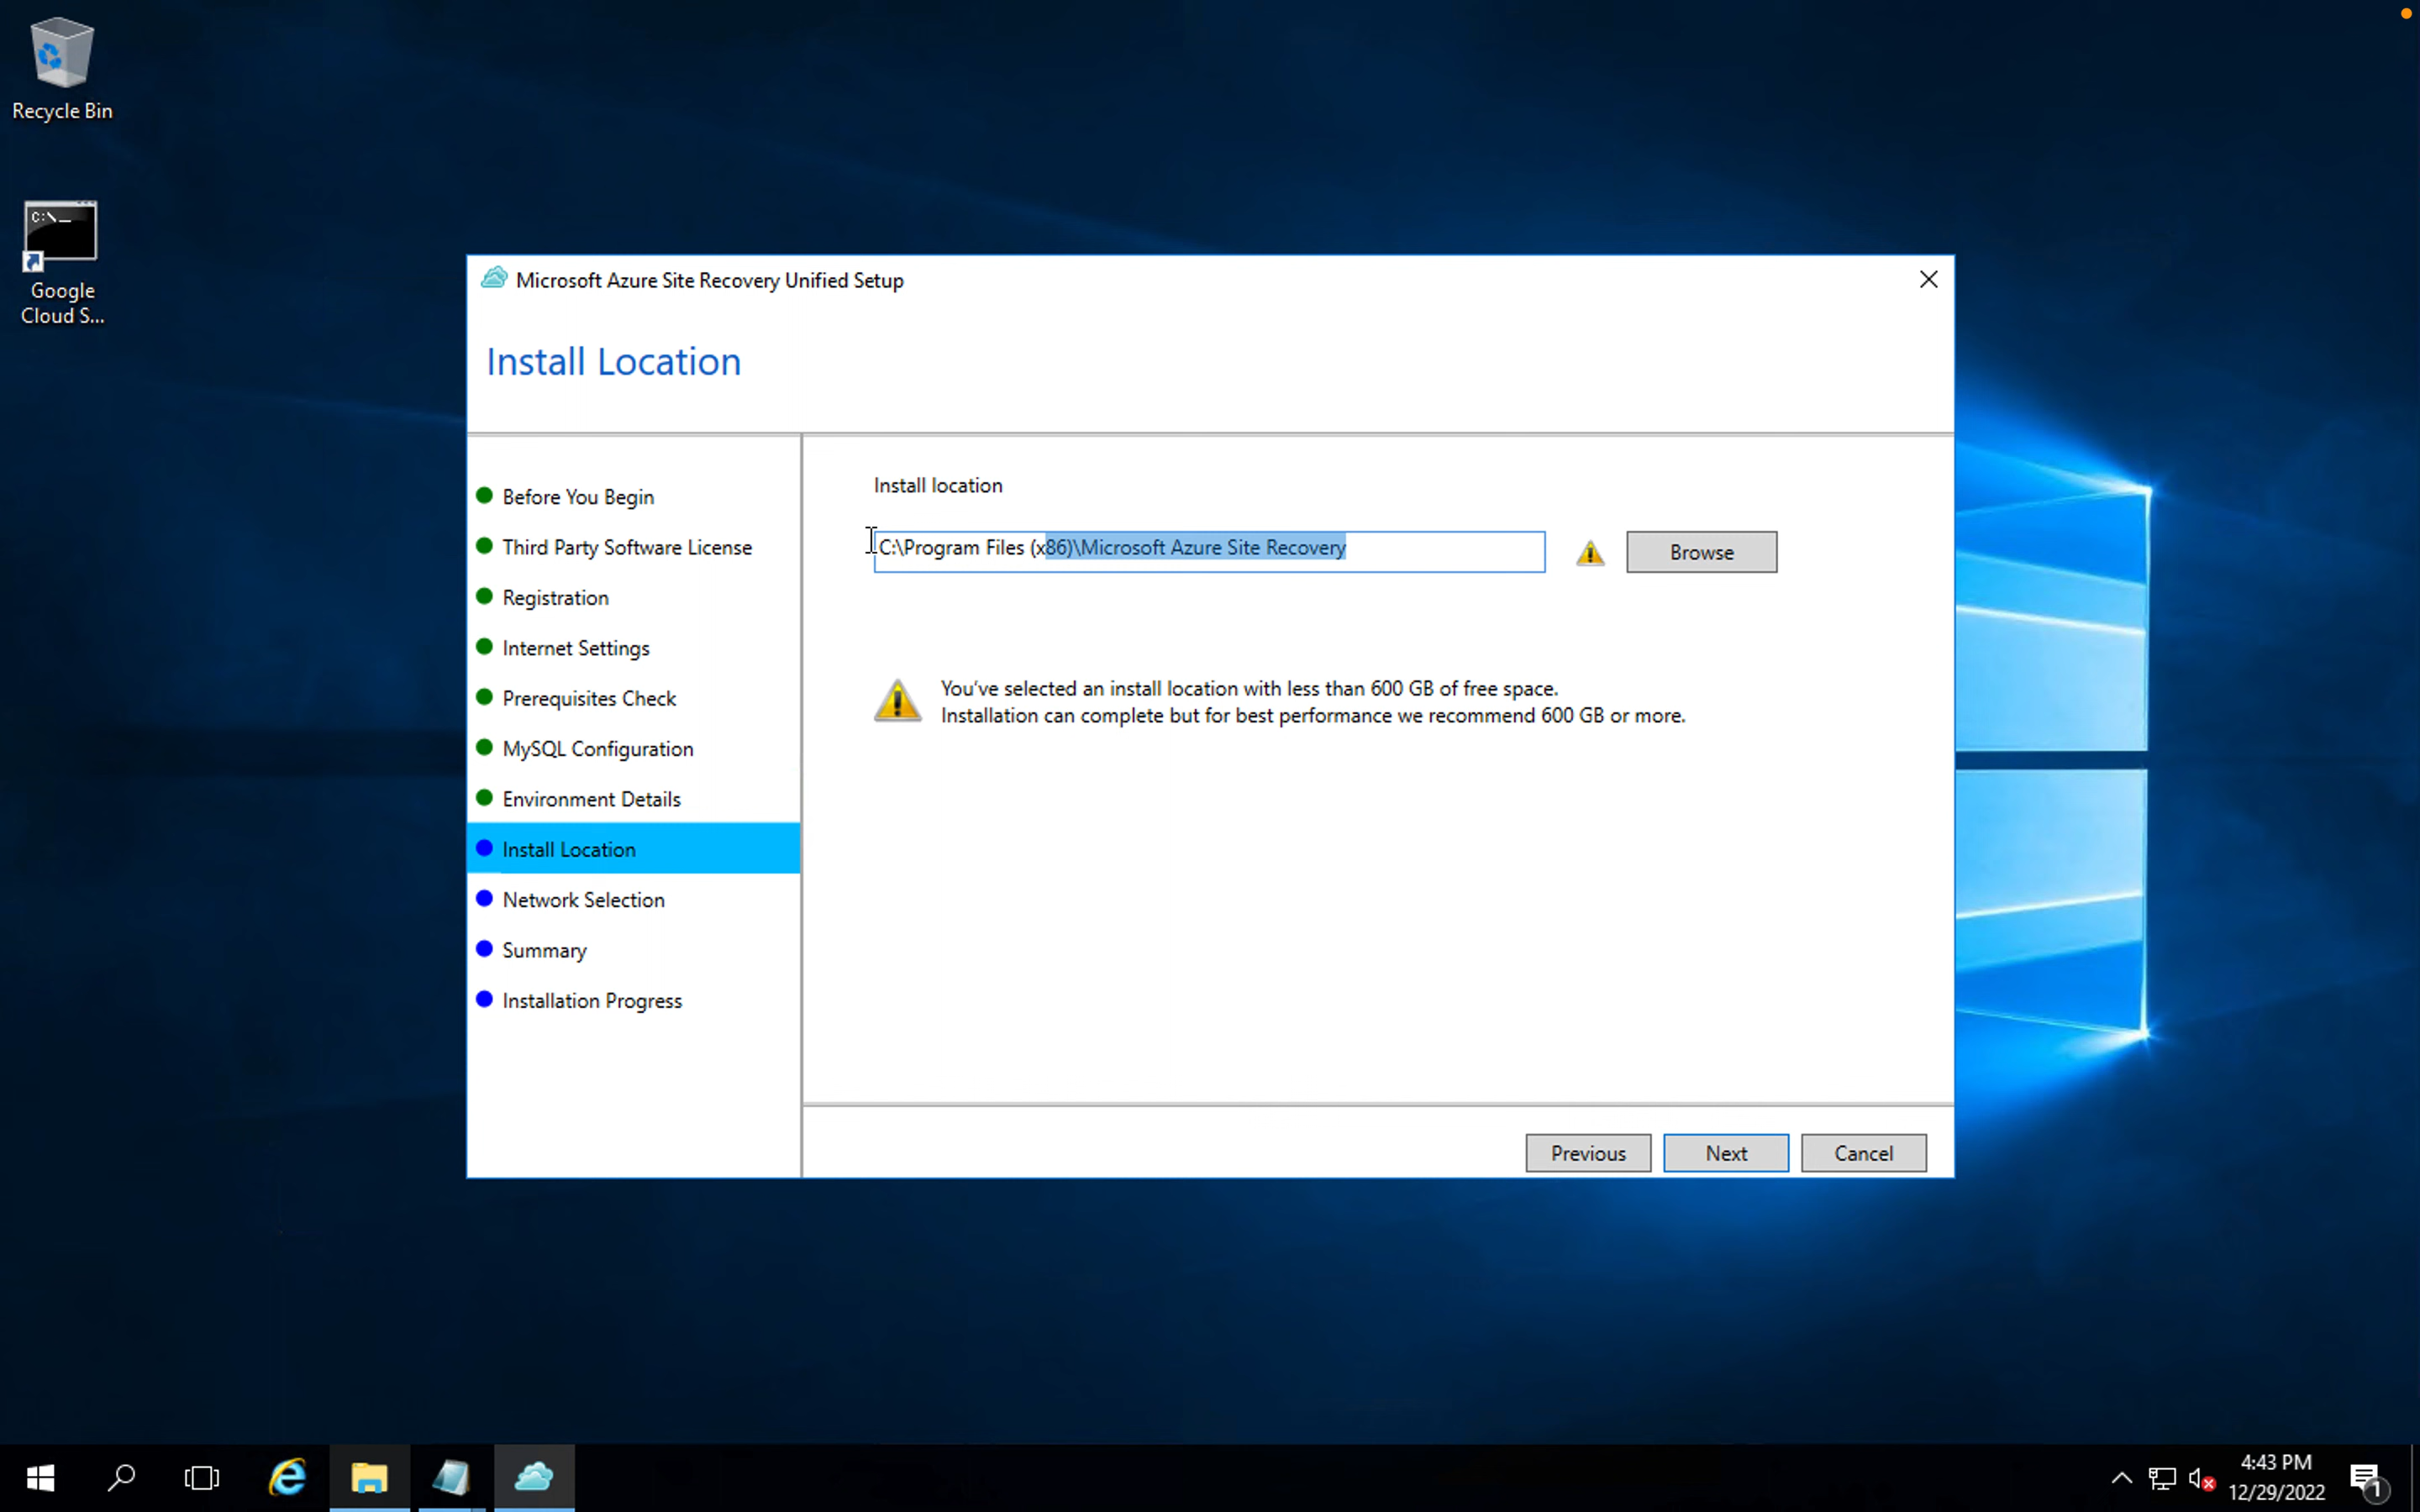 Recycle Bin
Google
Cloud S...
Microsoft Azure Site Recovery Unified Setup
Install Location
Before You Begin
Third Party Software License
Registration
Internet Settings
Prerequisites Check
MySQL Configuration
Environment Details
Install Location
Network Selection
Summary
Installation Progress
Install location
C:\Program Files (x86)\Microsoft Azure Site Recovery
Browse
You've selected an install location with less than 600 GB of free space.
Installation can complete but for best performance we recommend 600 GB or more.
Previous
Next
Cancel
C:\_
4:43 PM
12/29/2022
1